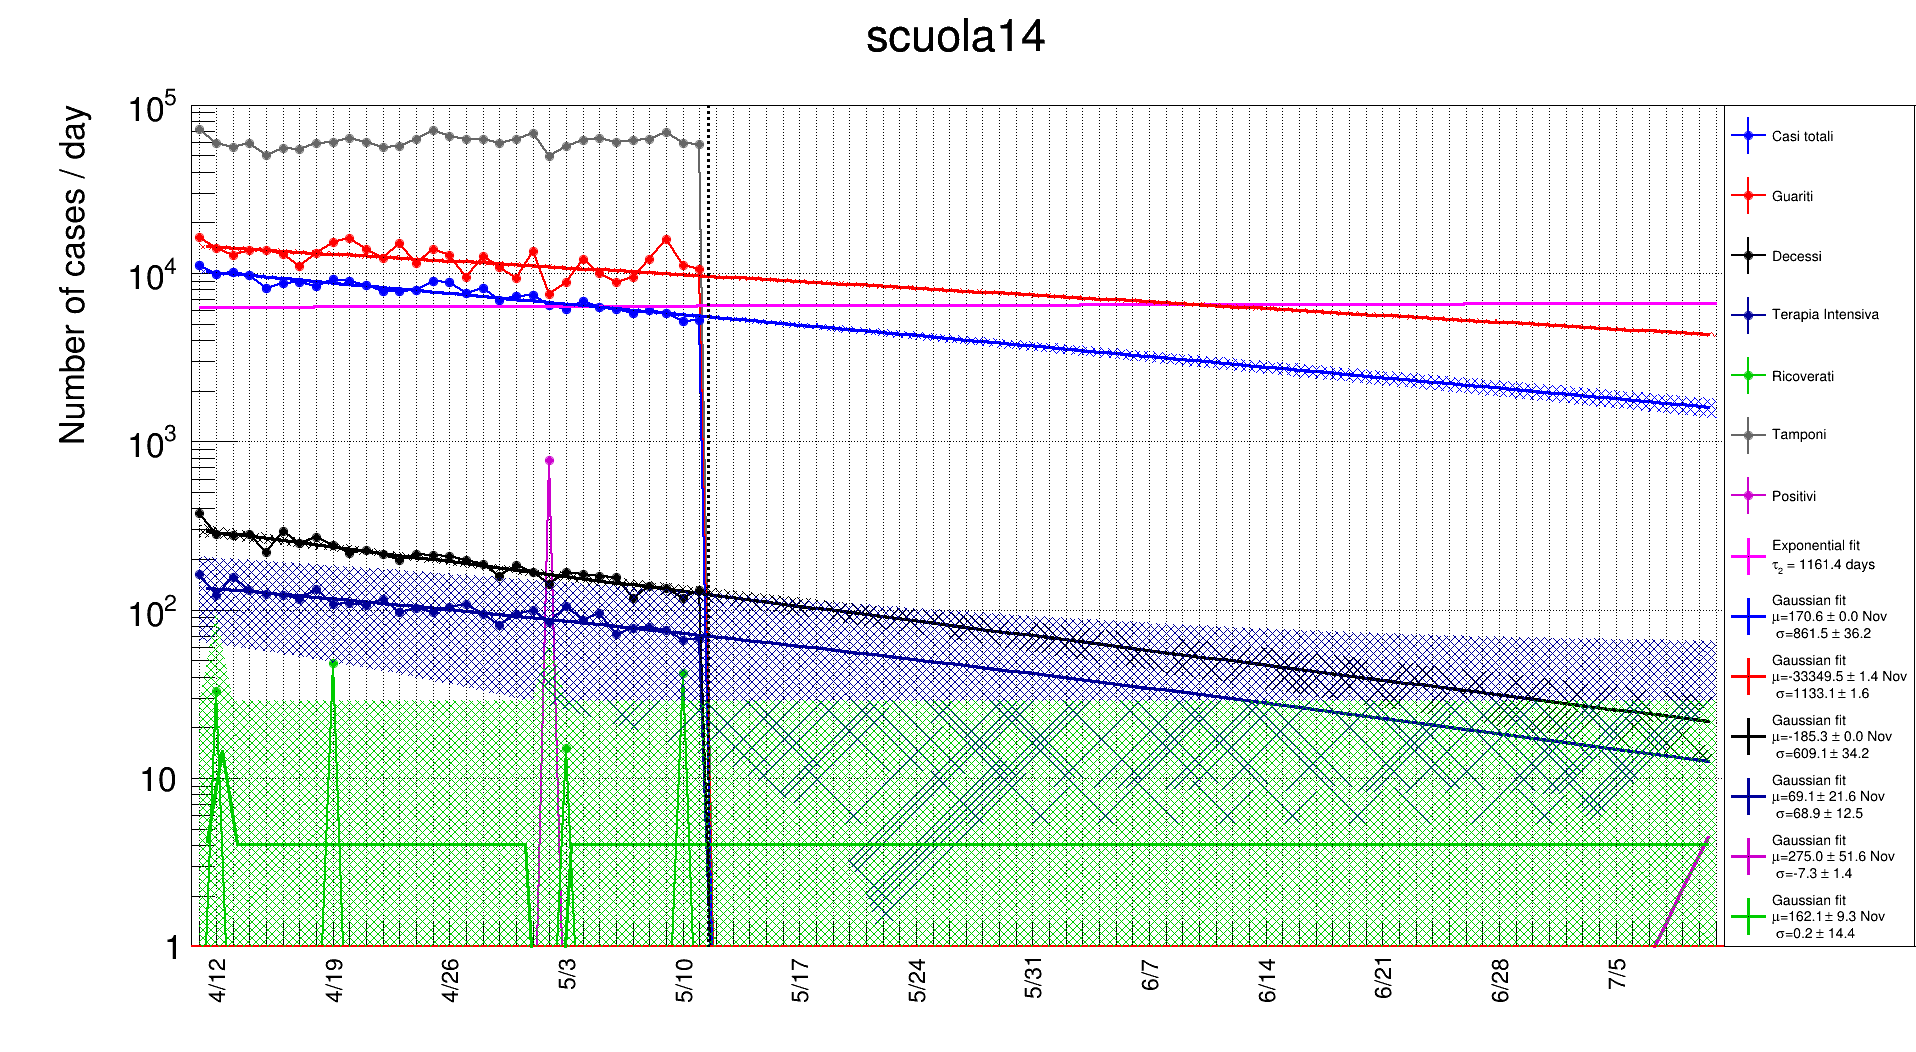 scuola14
Number of cases / day
10^5
10^4
10^3
10^2
10
1
4/12
4/19
4/26
5/3
5/10
5/17
5/24
5/31
6/7
6/14
6/21
6/28
7/5
Casi totali
Guariti
Decessi
Terapia Intensiva
Ricoverati
Tamponi
Positivi
Exponential fit
τ₂ = 1161.4 days
Gaussian fit
μ=170.6 ± 0.0 Nov
σ=861.5 ± 36.2
Gaussian fit
μ=-33349.5 ± 1.4 Nov
σ=1133.1 ± 1.6
Gaussian fit
μ=-185.3 ± 0.0 Nov
σ=609.1 ± 34.2
Gaussian fit
μ=69.1 ± 21.6 Nov
σ=68.9 ± 12.5
Gaussian fit
μ=275.0 ± 51.6 Nov
σ=-7.3 ± 1.4
Gaussian fit
μ=162.1 ± 9.3 Nov
σ=0.2 ± 14.4